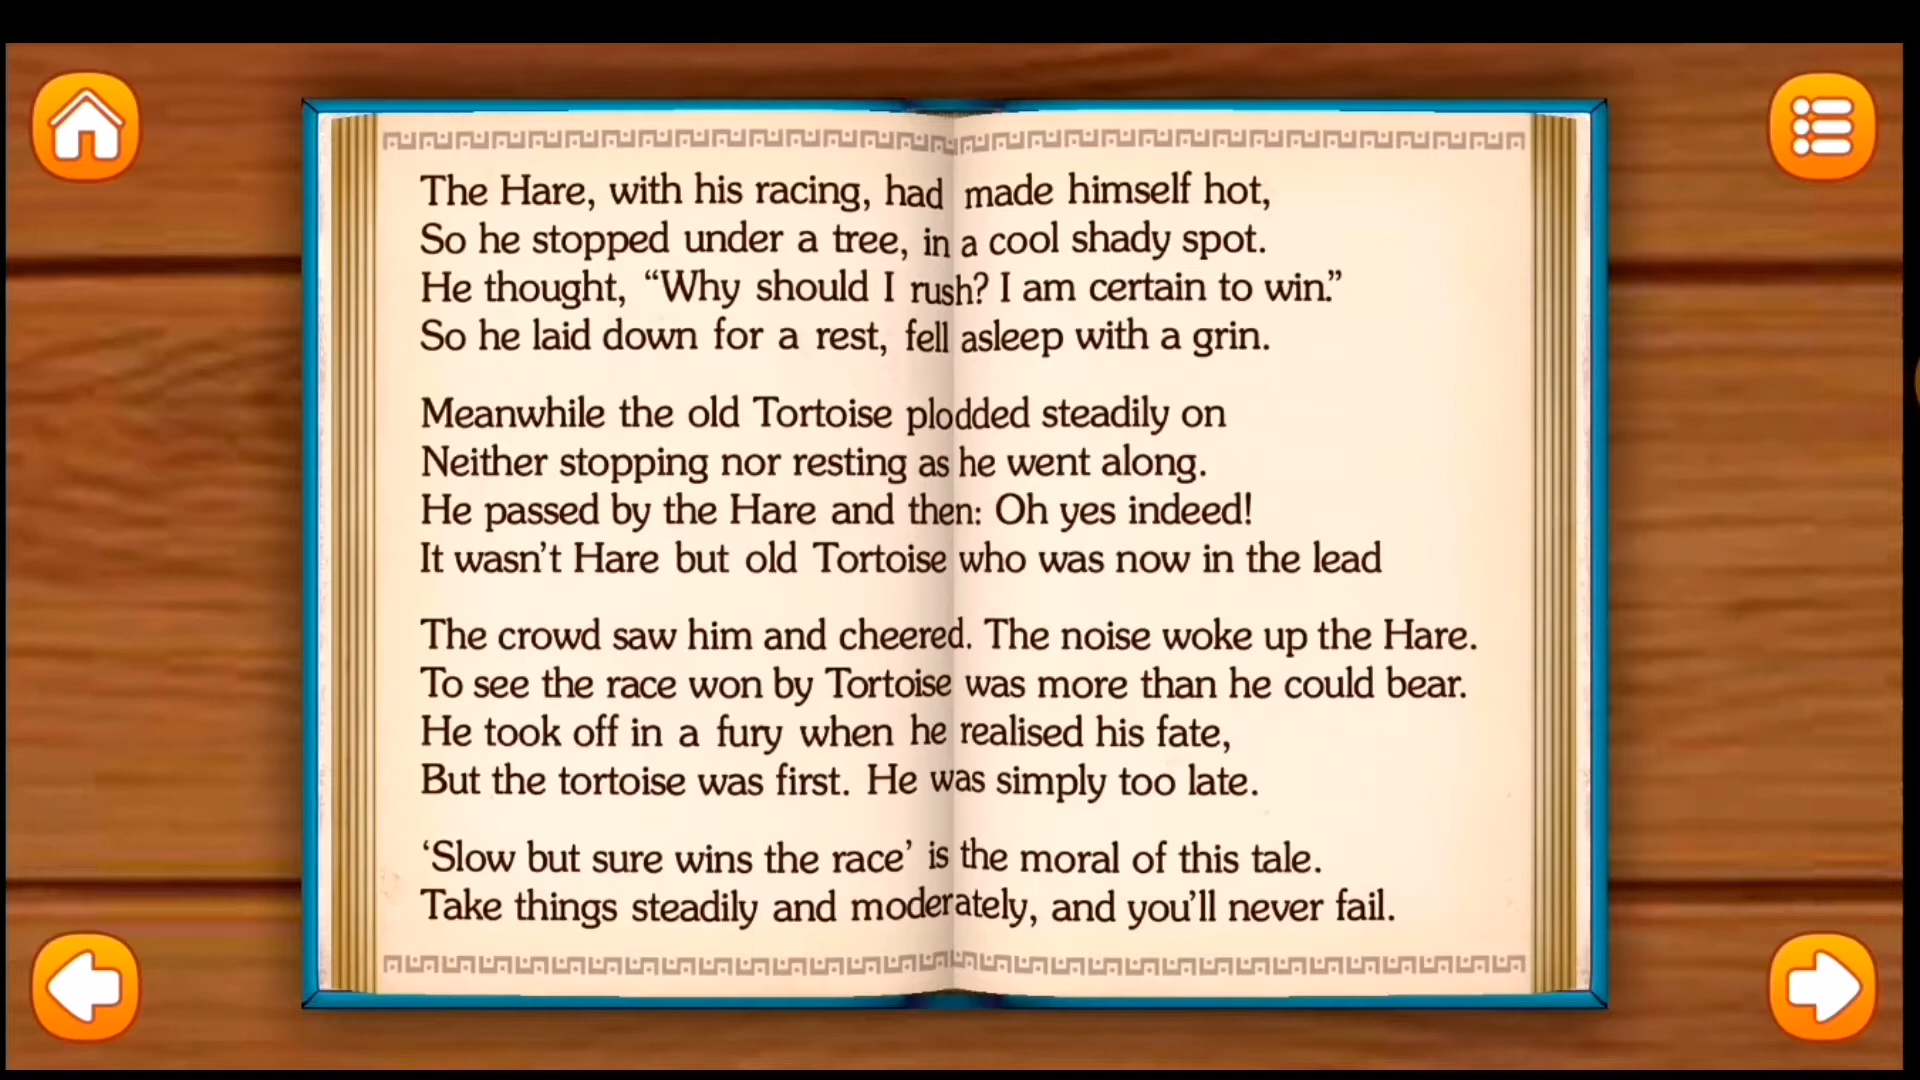 The Hare, with his racing, had made himself hot,
So he stopped under a tree, in a cool shady spot.
He thought, “Why should I rush? I am certain to win.”
So he laid down for a rest, fell asleep with a grin.
Meanwhile the old Tortoise plodded steadily on
Neither stopping nor resting as he went along.
He passed by the Hare and then: Oh yes indeed!
It wasn’t Hare but old Tortoise who was now in the lead
The crowd saw him and cheered. The noise woke up the Hare.
To see the race won by Tortoise was more than he could bear.
He took off in a fury when he realised his fate,
But the tortoise was first. He was simply too late.
‘Slow but sure wins the race’ is the moral of this tale.
Take things steadily and moderately, and you’ll never fail.